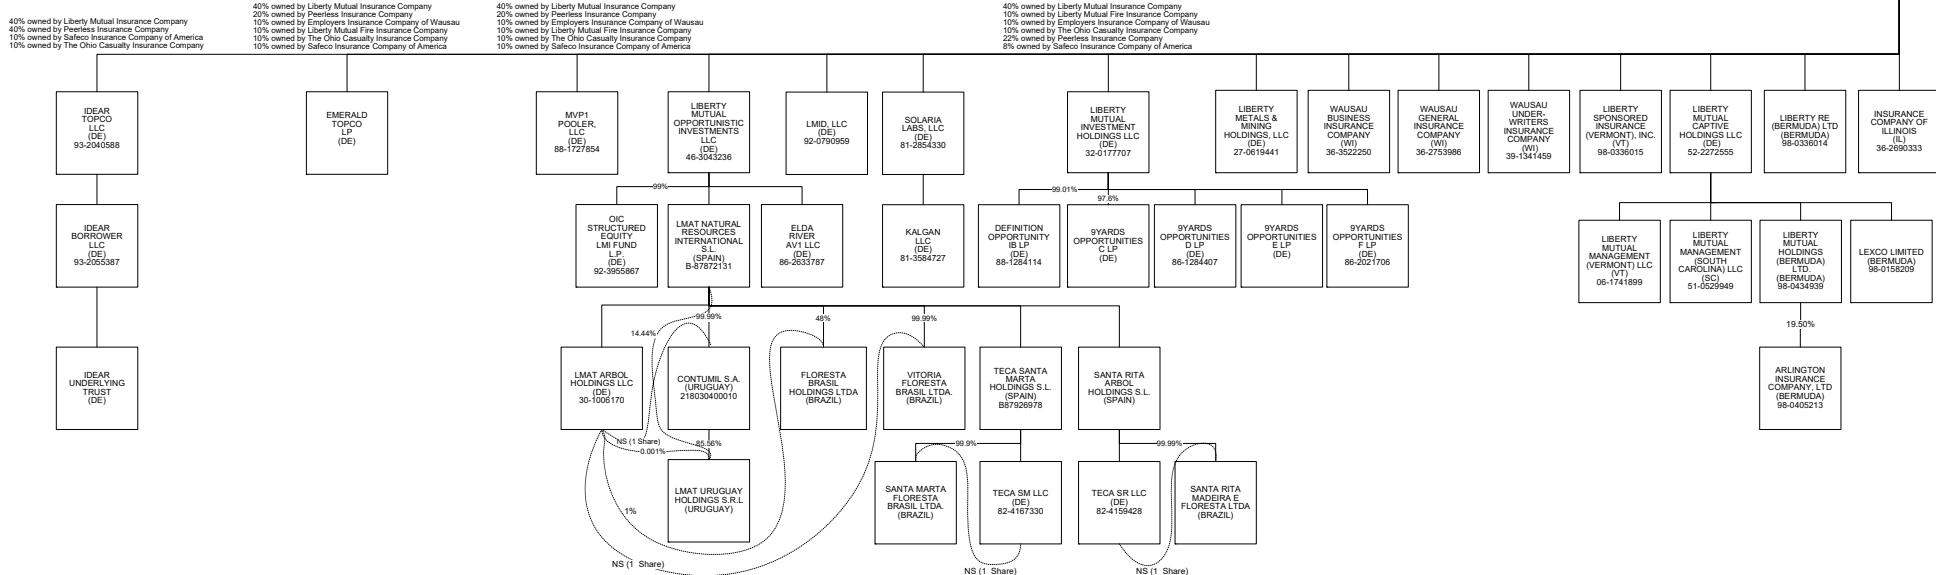 40% owned by Liberty Mutual Insurance Company
40% owned by Peerless Insurance Company
10% owned by Safeco Insurance Company of America
10% owned by The Ohio Casualty Insurance Company
40% owned by Liberty Mutual Insurance Company
20% owned by Peerless Insurance Company
10% owned by Employers Insurance Company of Wausau
10% owned by Liberty Mutual Fire Insurance Company
10% owned by The Ohio Casualty Insurance Company
10% owned by Safeco Insurance Company of America
40% owned by Liberty Mutual Insurance Company
20% owned by Peerless Insurance Company
10% owned by Employers Insurance Company of Wausau
10% owned by Liberty Mutual Fire Insurance Company
10% owned by The Ohio Casualty Insurance Company
10% owned by Safeco Insurance Company of America
40% owned by Liberty Mutual Insurance Company
10% owned by Liberty Mutual Fire Insurance Company
10% owned by Employers Insurance Company of Wausau
10% owned by The Ohio Casualty Insurance Company
22% owned by Peerless Insurance Company
8% owned by Safeco Insurance Company of America
IDEAR
TOPCO
LLC
(DE)
93-2040588
EMERALD
TOPCO
LP
(DE)
MVP1
POOLER,
LLC
(DE)
88-1727854
LIBERTY
MUTUAL
OPPORTUNISTIC
INVESTMENTS
LLC
(DE)
46-3043236
LMID, LLC
(DE)
92-0790959
SOLARIA
LABS, LLC
(DE)
81-2854330
LIBERTY
MUTUAL
INVESTMENT
HOLDINGS LLC
(DE)
32-0177707
LIBERTY
METALS &
MINING
HOLDINGS, LLC
(DE)
27-0619441
WAUSAU
BUSINESS
INSURANCE
COMPANY
(WI)
36-3522250
WAUSAU
GENERAL
INSURANCE
COMPANY
(WI)
36-2753986
WAUSAU
UNDER-
WRITERS
INSURANCE
COMPANY
(WI)
39-1341459
LIBERTY
SPONSORED
INSURANCE
(VERMONT), INC.
(VT)
98-0336015
LIBERTY
MUTUAL
CAPTIVE
HOLDINGS LLC
(DE)
52-2272555
LIBERTY RE
(BERMUDA) LTD
(BERMUDA)
98-0336014
INSURANCE
COMPANY OF
ILLINOIS
(IL)
36-2690333
99%
99.01%
97.6%
IDEAR
BORROWER
LLC
(DE)
93-2055387
OIC
STRUCTURED
EQUITY
LMI FUND
L.P.
(DE)
92-3955867
LMAT NATURAL
RESOURCES
INTERNATIONAL
S.L.
(SPAIN)
B-87872131
ELDA
RIVER
AV1 LLC
(DE)
86-2633787
KALGAN
LLC
(DE)
81-3584727
DEFINITION
OPPORTUNITY
IB LP
(DE)
88-1284114
9YARDS
OPPORTUNITIES
C LP
(DE)
9YARDS
OPPORTUNITIES
D LP
(DE)
86-1284407
9YARDS
OPPORTUNITIES
E LP
(DE)
9YARDS
OPPORTUNITIES
F LP
(DE)
86-2021706
LIBERTY
MUTUAL
MANAGEMENT
(VERMONT) LLC
(VT)
06-1741899
LIBERTY
MUTUAL
MANAGEMENT
(SOUTH
CAROLINA) LLC
(SC)
51-0529949
LIBERTY
MUTUAL
HOLDINGS
(BERMUDA)
LTD.
(BERMUDA)
98-0434939
LEXCO LIMITED
(BERMUDA)
98-0158209
14.44%
99.99%
48%
99.99%
19.50%
IDEAR
UNDERLYING
TRUST
(DE)
LMAT ARBOL
HOLDINGS LLC
(DE)
30-1006170
CONTUMIL S.A.
(URUGUAY)
218030400010
FLORESTA
BRASIL
HOLDINGS LTDA
(BRAZIL)
VITORIA
FLORESTA
BRASIL LTDA.
(BRAZIL)
TECA SANTA
MARTA
HOLDINGS S.L.
(SPAIN)
B87926978
SANTA RITA
ARBOL
HOLDINGS S.L.
(SPAIN)
ARLINGTON
INSURANCE
COMPANY, LTD
(BERMUDA)
98-0405213
NS (1 Share)
0.001%
85.56%
99.9%
99.99%
LMAT URUGUAY
HOLDINGS S.R.L
(URUGUAY)
SANTA MARTA
FLORESTA
BRASIL LTDA.
(BRAZIL)
TECA SM LLC
(DE)
82-4167330
TECA SR LLC
(DE)
82-4159428
SANTA RITA
MADEIRA E
FLORESTA LTDA
(BRAZIL)
1%
NS (1 Share)
NS (1 Share)
NS (1 Share)